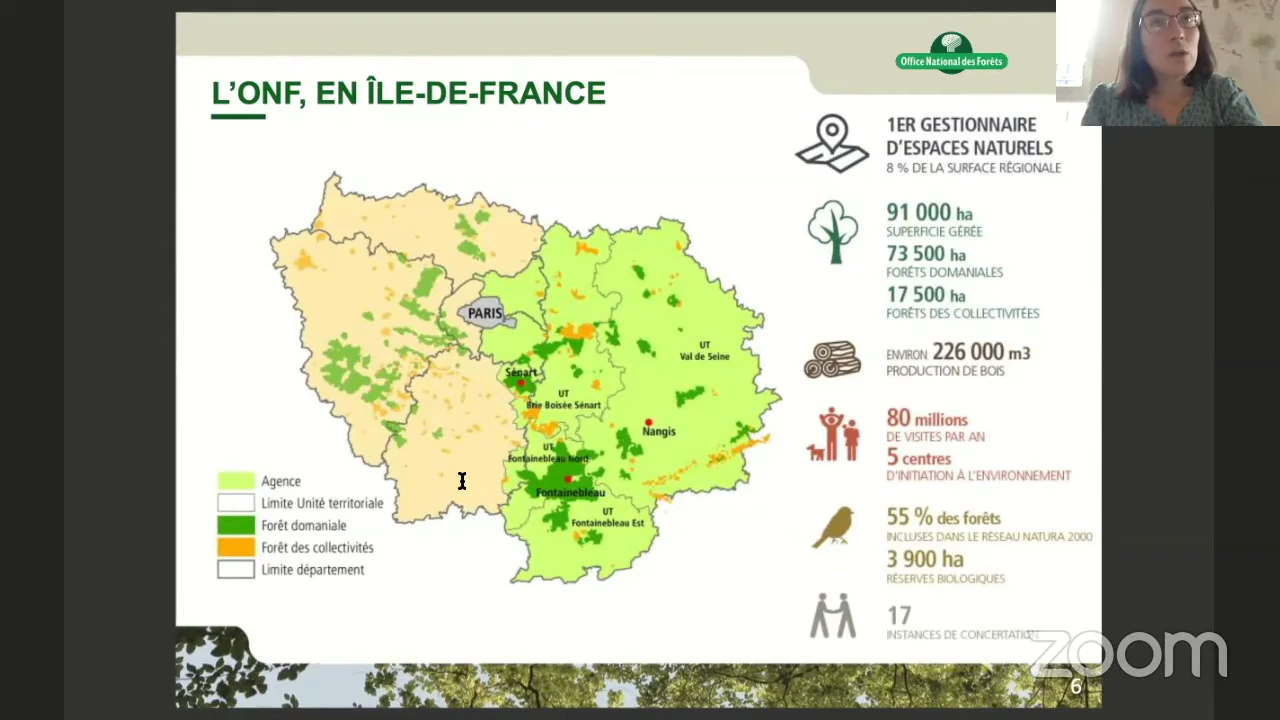 Office National des Forêts
L'ONF, EN ÎLE-DE-FRANCE
1ER GESTIONNAIRE
D'ESPACES NATURELS
8 % DE LA SURFACE RÉGIONALE
91 000 ha
SUPERFICIE GÉRÉE
73 500 ha
FORÊTS DOMANIALES
17 500 ha
FORÊTS DES COLLECTIVITÉES
ENVIRON 226 000 m3
PRODUCTION DE BOIS
80 millions
DE VISITES PAR AN
5 centres
D'INITIATION À L'ENVIRONNEMENT
55 % des forêts
INCLUSES DANS LE RÉSEAU NATURA 2000
3 900 ha
RÉSERVES BIOLOGIQUES
17
INSTANCES DE CONCERTATION
PARIS
UT
Val de Seine
Sénart
UT
Brie Boisée Sénart
Nangis
UT
Fontainebleau Nord
Fontainebleau
UT
Fontainebleau Est
Agence
Limite Unité territoriale
Forêt domaniale
Forêt des collectivités
Limite département
zoom
6